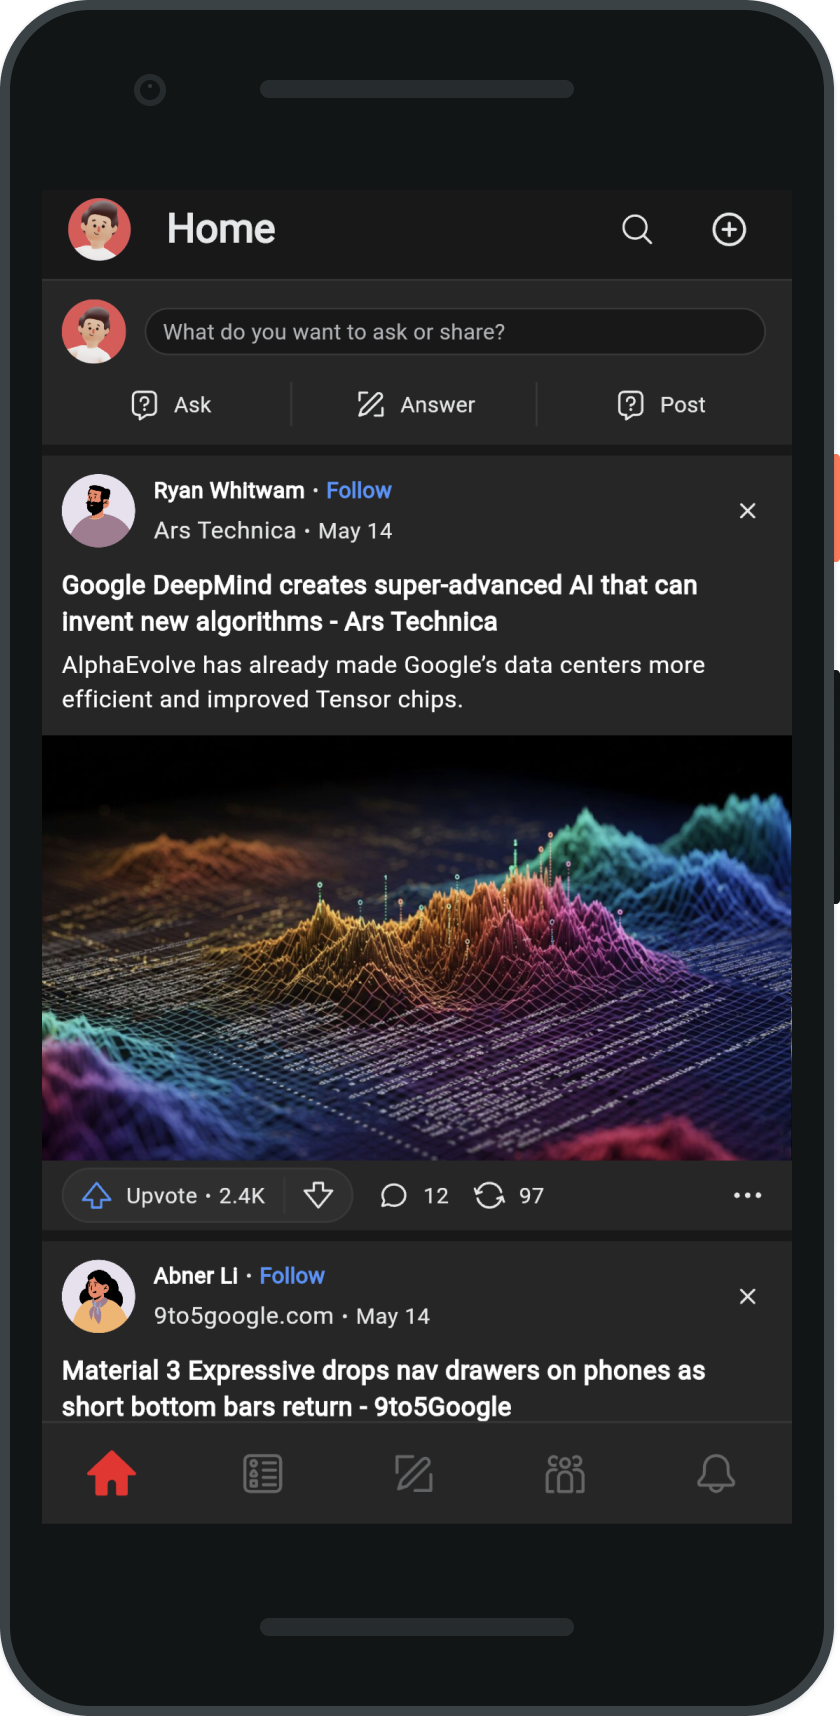 Home
What do you want to ask or share?
Ask
Answer
Post
Ryan Whitwam · Follow
Ars Technica · May 14
Google DeepMind creates super-advanced AI that can
invent new algorithms - Ars Technica
AlphaEvolve has already made Google’s data centers more
efficient and improved Tensor chips.
Upvote · 2.4K
12
97
Abner Li · Follow
9to5google.com · May 14
Material 3 Expressive drops nav drawers on phones as
short bottom bars return - 9to5Google